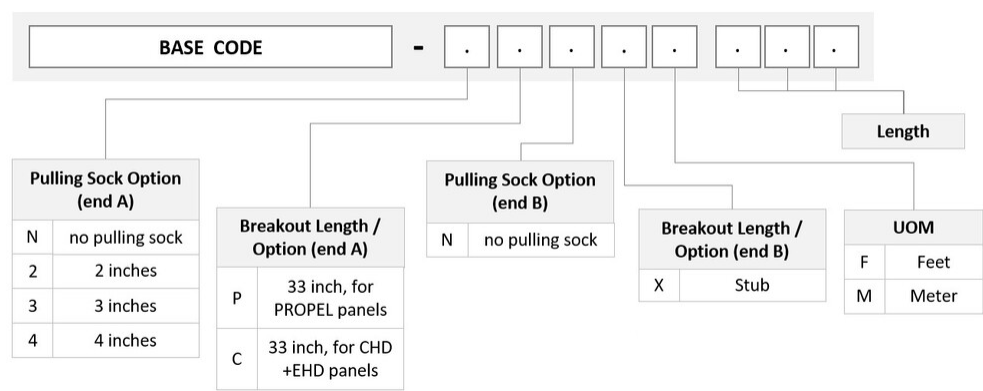 BASE CODE - . . . . . . . .
Length
Pulling Sock Option
(end A)
N no pulling sock
2 2 inches
3 3 inches
4 4 inches
Breakout Length /
Option (end A)
P 33 inch, for
PROPEL panels
C 33 inch, for CHD
+EHD panels
Pulling Sock Option
(end B)
N no pulling sock
Breakout Length /
Option (end B)
X Stub
UOM
F Feet
M Meter